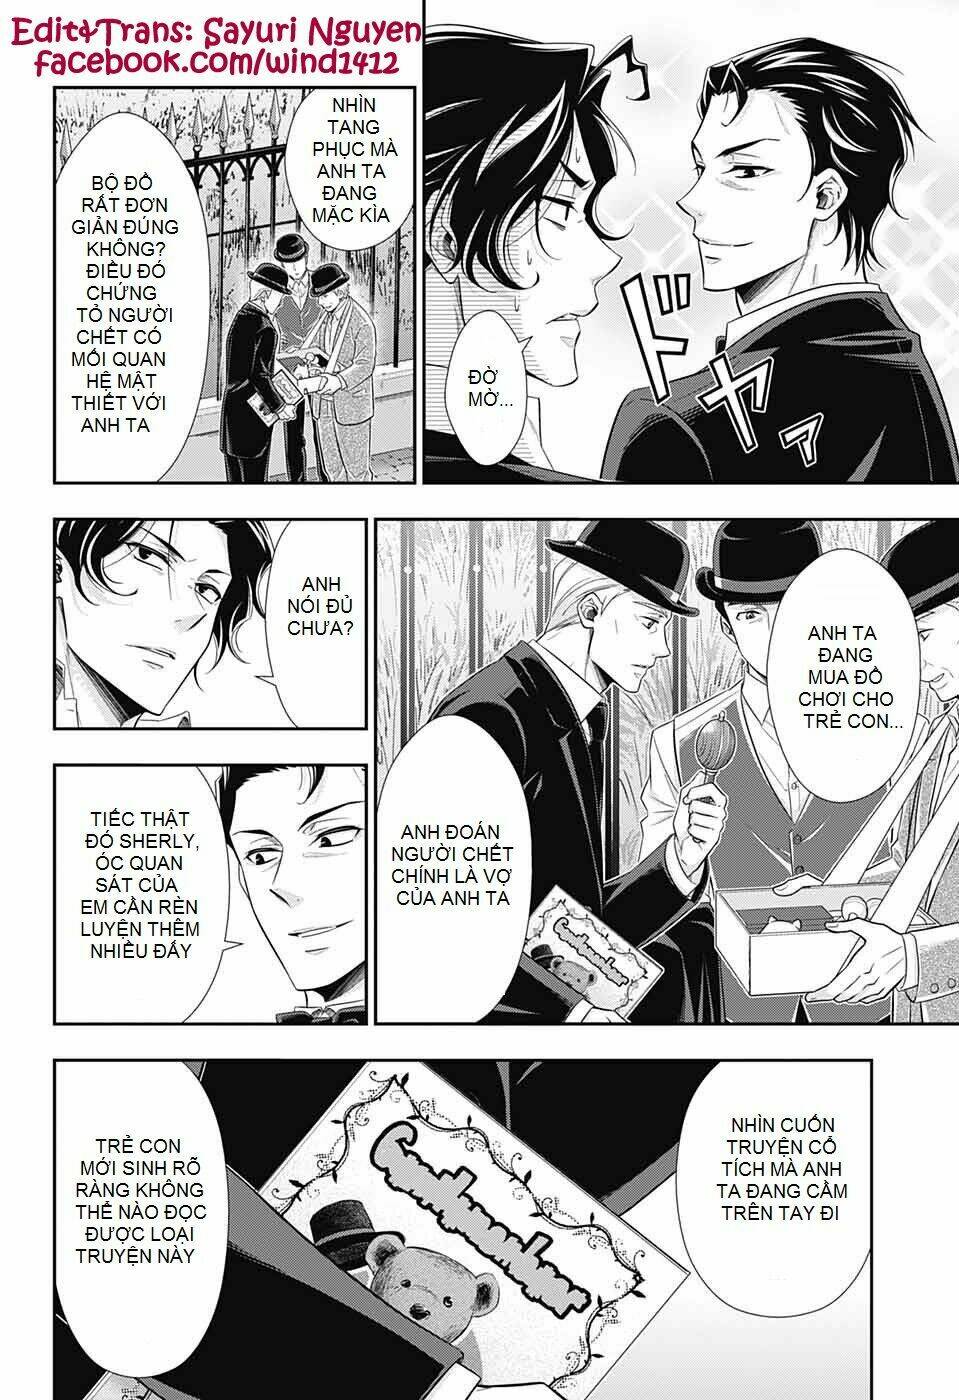 Edit&Trans: Sayuri Nguyen
facebook.com/wind1412
ĐỜ
MỜ...
ドヤァ
NHÌN
TANG
PHỤC MÀ
ANH TA
ĐANG
MẶC KÌA
BỘ ĐỒ
RẤT ĐƠN
GIẢN ĐÚNG
KHÔNG?
ĐIỀU ĐÓ
CHỨNG
TỎ NGƯỜI
CHẾT CÓ
MỐI QUAN
HỆ MẬT
THIẾT VỚI
ANH TA
ANH TA
ĐANG
MUA ĐỒ
CHƠI CHO
TRẺ CON...
ANH ĐOÁN
NGƯỜI CHẾT
CHÍNH LÀ VỢ
CỦA ANH TA
ANH
NÓI ĐỦ
CHƯA?
TIẾC THẬT
ĐÓ SHERLY,
ÓC QUAN
SÁT CỦA
EM CẦN RÈN
LUYỆN THÊM
NHIỀU ĐẤY
NHÌN CUỐN
TRUYỆN CỔ
TÍCH MÀ ANH
TA ĐANG CẦM
TRÊN TAY ĐI
TRẺ CON
MỚI SINH RÕ
RÀNG KHÔNG
THỂ NÀO ĐỌC
ĐƯỢC LOẠI
TRUYỆN NÀY